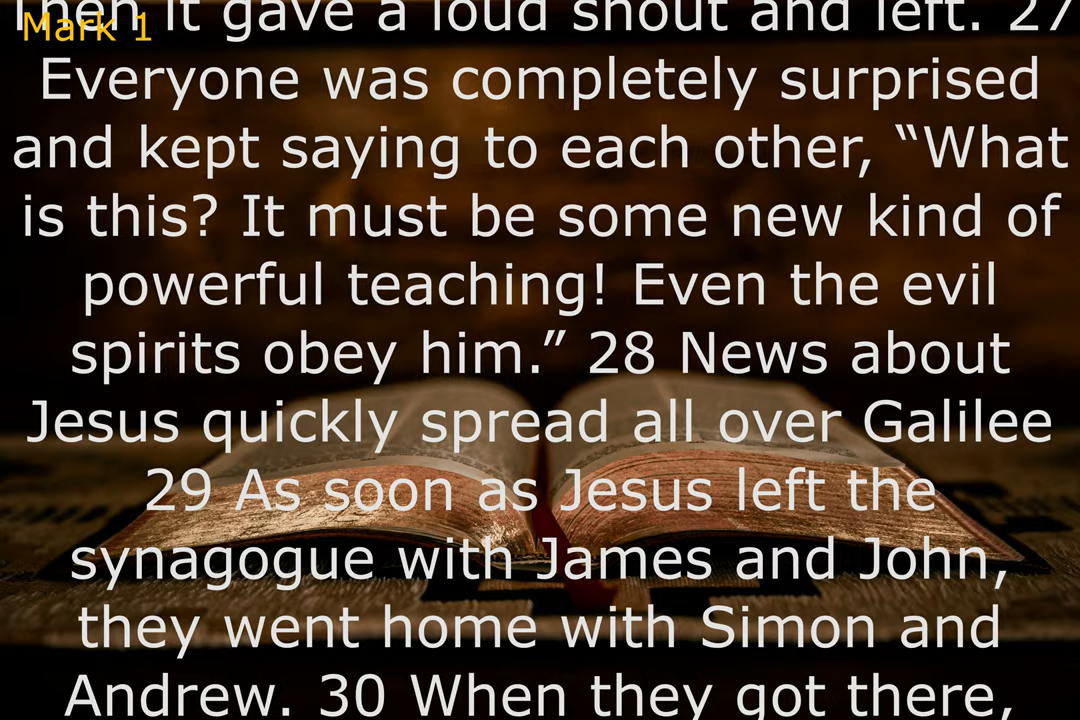 Then it gave a loud shout and left. 27
Mark 1
Everyone was completely surprised
and kept saying to each other, “What
is this? It must be some new kind of
powerful teaching! Even the evil
spirits obey him.” 28 News about
Jesus quickly spread all over Galilee
29 As soon as Jesus left the
synagogue with James and John,
they went home with Simon and
Andrew. 30 When they got there,